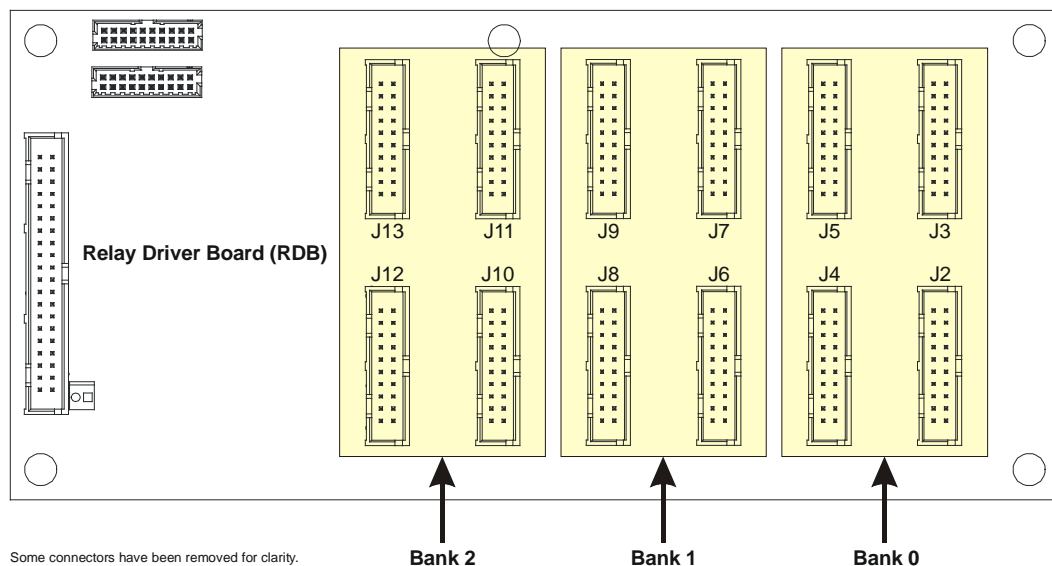 J13 J11 J9 J7 J5 J3
Relay Driver Board (RDB)
J12 J10 J8 J6 J4 J2
Some connectors have been removed for clarity.
Bank 2 Bank 1 Bank 0